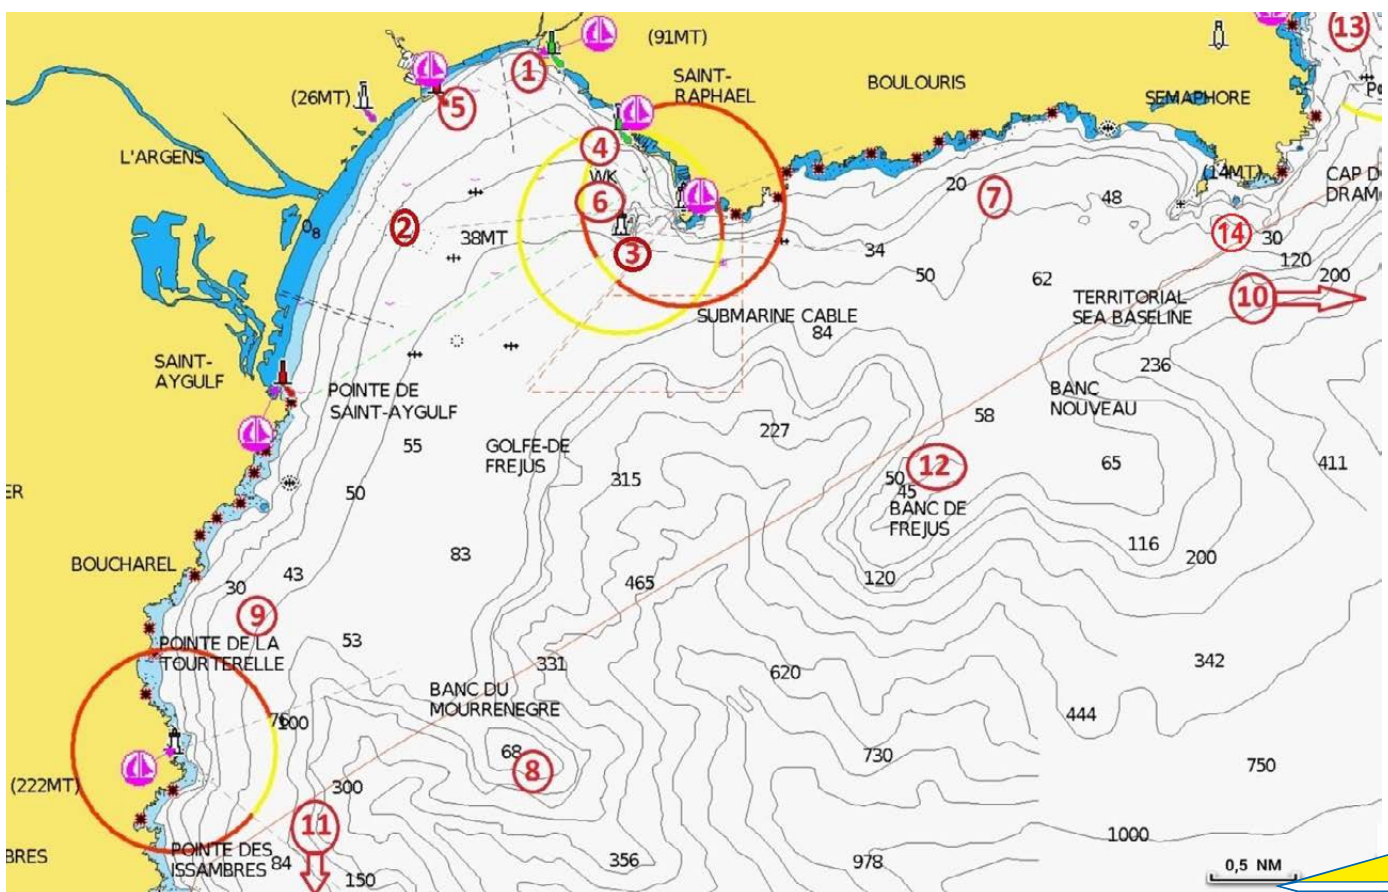 13
(91MT)
1
SAINT-
RAPHAEL
BOULOURIS
SEMAPHORE
(26MT)
5
4
L'ARGENS
WK
6
20
7
48
(14MT)
CAP D
DRAM
0
8
2
38MT
3
34
14
30
120
200
50
62
10
TERRITORIAL
SEA BASELINE
SUBMARINE CABLE
84
SAINT-
AYGULF
236
POINTE DE
SAINT-AYGULF
BANC
NOUVEAU
58
227
55
GOLFE-DE
FREJUS
12
65
411
50
315
50
45
BANC DE
FREJUS
ER
83
116
200
BOUCHAREL
43
30
465
120
9
53
POINTE DE LA
TOURTERELLE
331
620
342
BANC DU
MOURRENEGRE
100
444
68
8
730
750
(222MT)
300
11
1000
BRES
POINTE DES
ISSAMBRES
84
150
356
978
0,5 NM